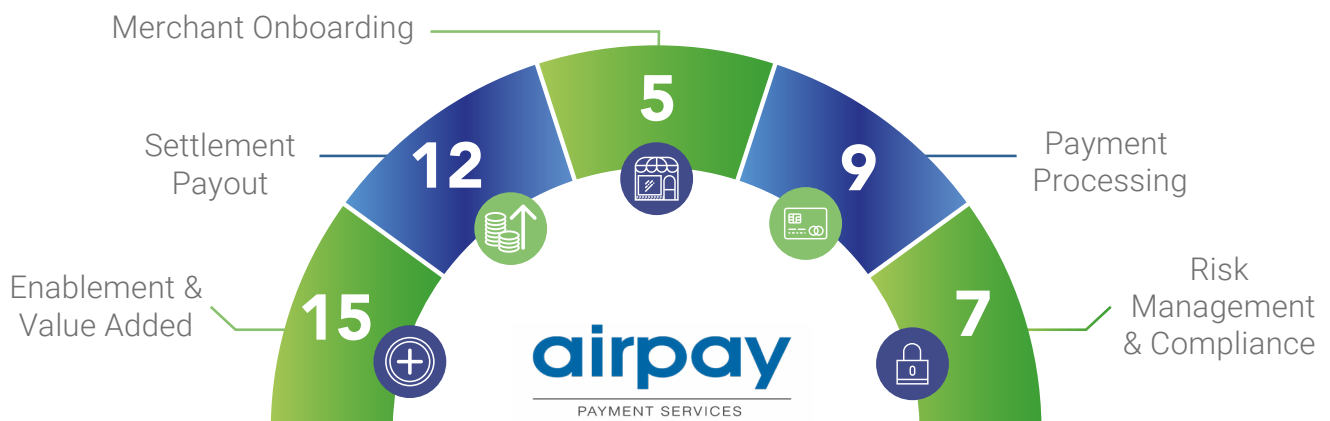 Merchant Onboarding
5
Settlement
Payout
12
9
Payment
Processing
Enablement &
Value Added
15
7
Risk
Management
& Compliance
airpay
PAYMENT SERVICES
0